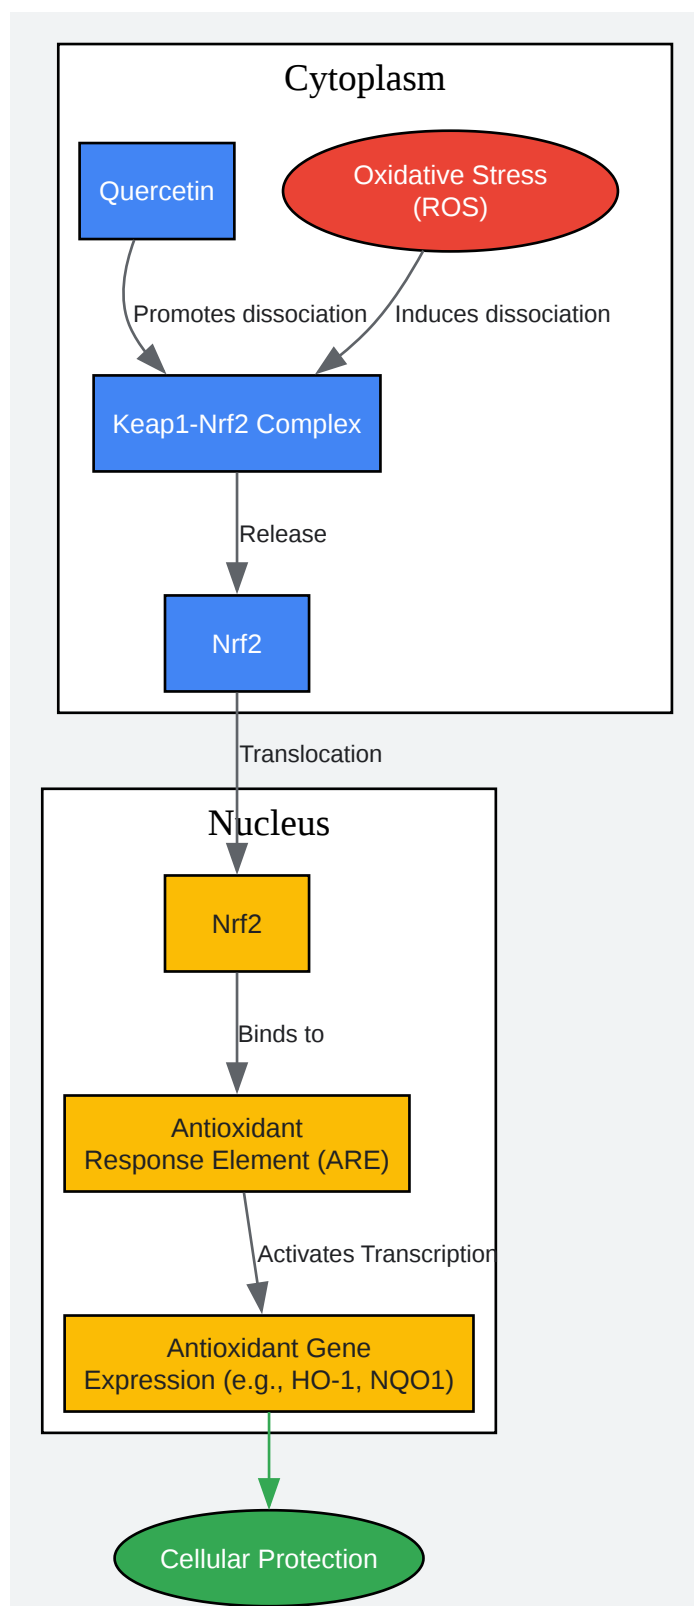 Cytoplasm
Quercetin
Oxidative Stress
(ROS)
Promotes dissociation
Induces dissociation
Keap1-Nrf2 Complex
Release
Nrf2
Translocation
Nucleus
Nrf2
Binds to
Antioxidant
Response Element (ARE)
Activates Transcription
Antioxidant Gene
Expression (e.g., HO-1, NQO1)
Cellular Protection